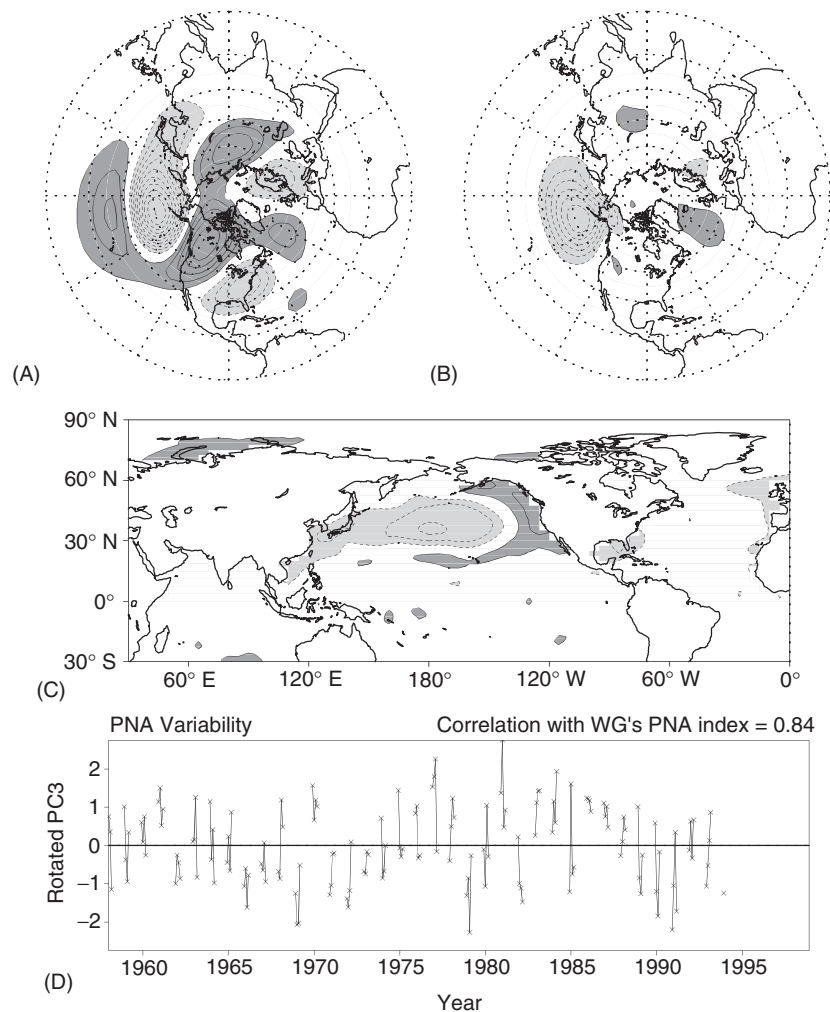 (A)
(B)
90° N
60° N
30° N
0°
30° S
60° E 120° E 180° 120° W 60° W 0°
(C)
PNA Variability Correlation with WG's PNA index = 0.84
Rotated PC3
2
1
0
−1
−2
1960 1965 1970 1975 1980 1985 1990 1995
(D)
Year